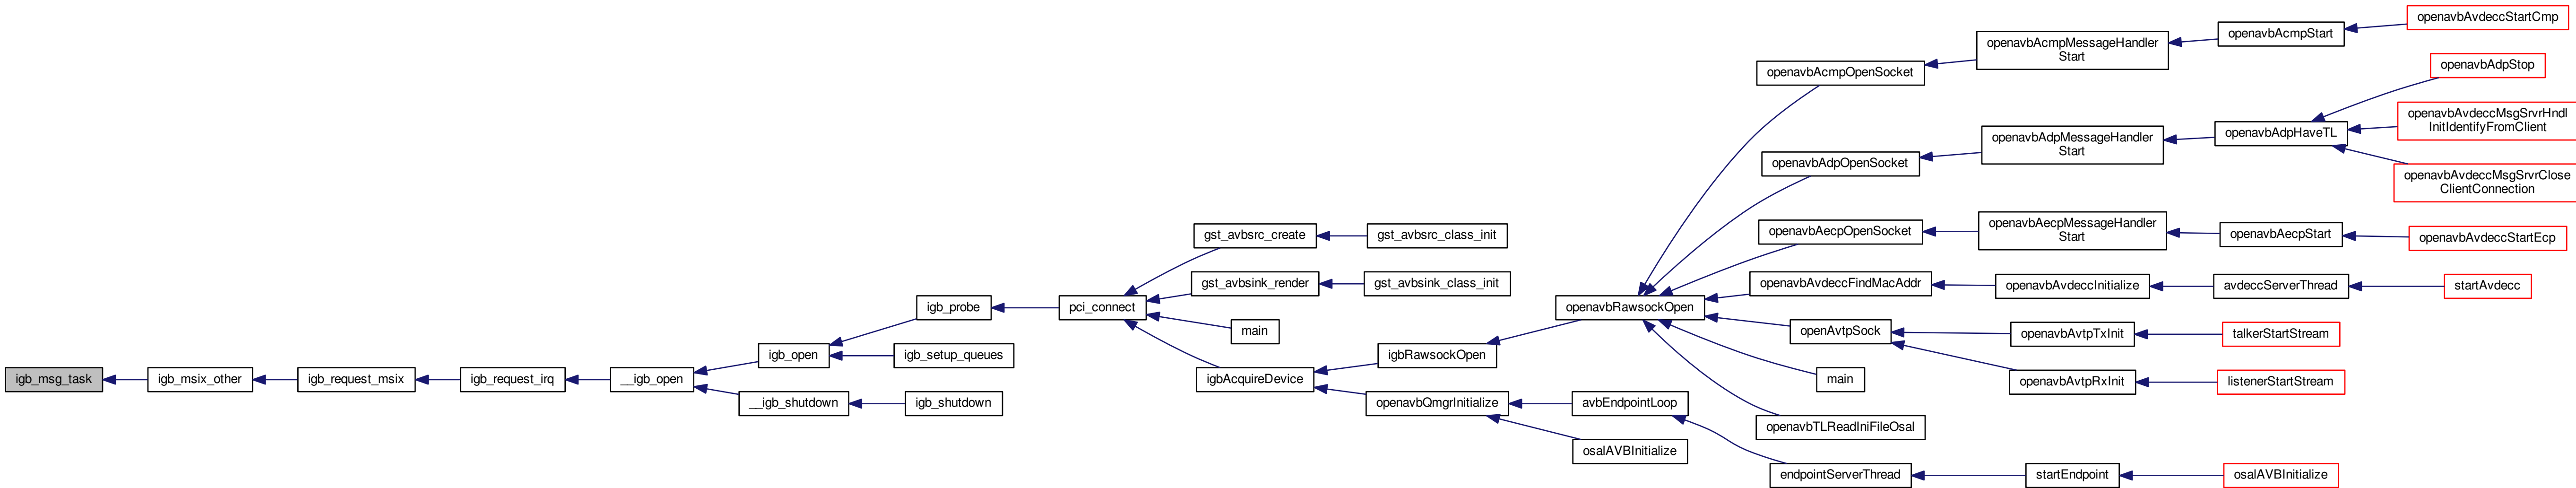 openavbAvdeccStartCmp
openavbAcmpStart
openavbAcmpMessageHandler
Start
openavbAcmpOpenSocket
openavbAdpStop
openavbAvdeccMsgSrvrHndl
InitIdentifyFromClient
openavbAdpHaveTL
openavbAdpMessageHandler
Start
openavbAdpOpenSocket
openavbAvdeccMsgSrvrClose
ClientConnection
gst_avbsrc_create
gst_avbsrc_class_init
openavbAecpOpenSocket
openavbAecpMessageHandler
Start
openavbAecpStart
openavbAvdeccStartEcp
gst_avbsink_render
gst_avbsink_class_init
openavbAvdeccFindMacAddr
openavbAvdeccInitialize
avdeccServerThread
startAvdecc
igb_probe
pci_connect
openavbRawsockOpen
main
openAvtpSock
openavbAvtpTxInit
talkerStartStream
igb_open
igb_setup_queues
igbRawsockOpen
igb_msg_task
igb_msix_other
igb_request_msix
igb_request_irq
__igb_open
igbAcquireDevice
main
openavbAvtpRxInit
listenerStartStream
__igb_shutdown
igb_shutdown
openavbQmgrInitialize
avbEndpointLoop
openavbTLReadIniFileOsal
osalAVBInitialize
endpointServerThread
startEndpoint
osalAVBInitialize